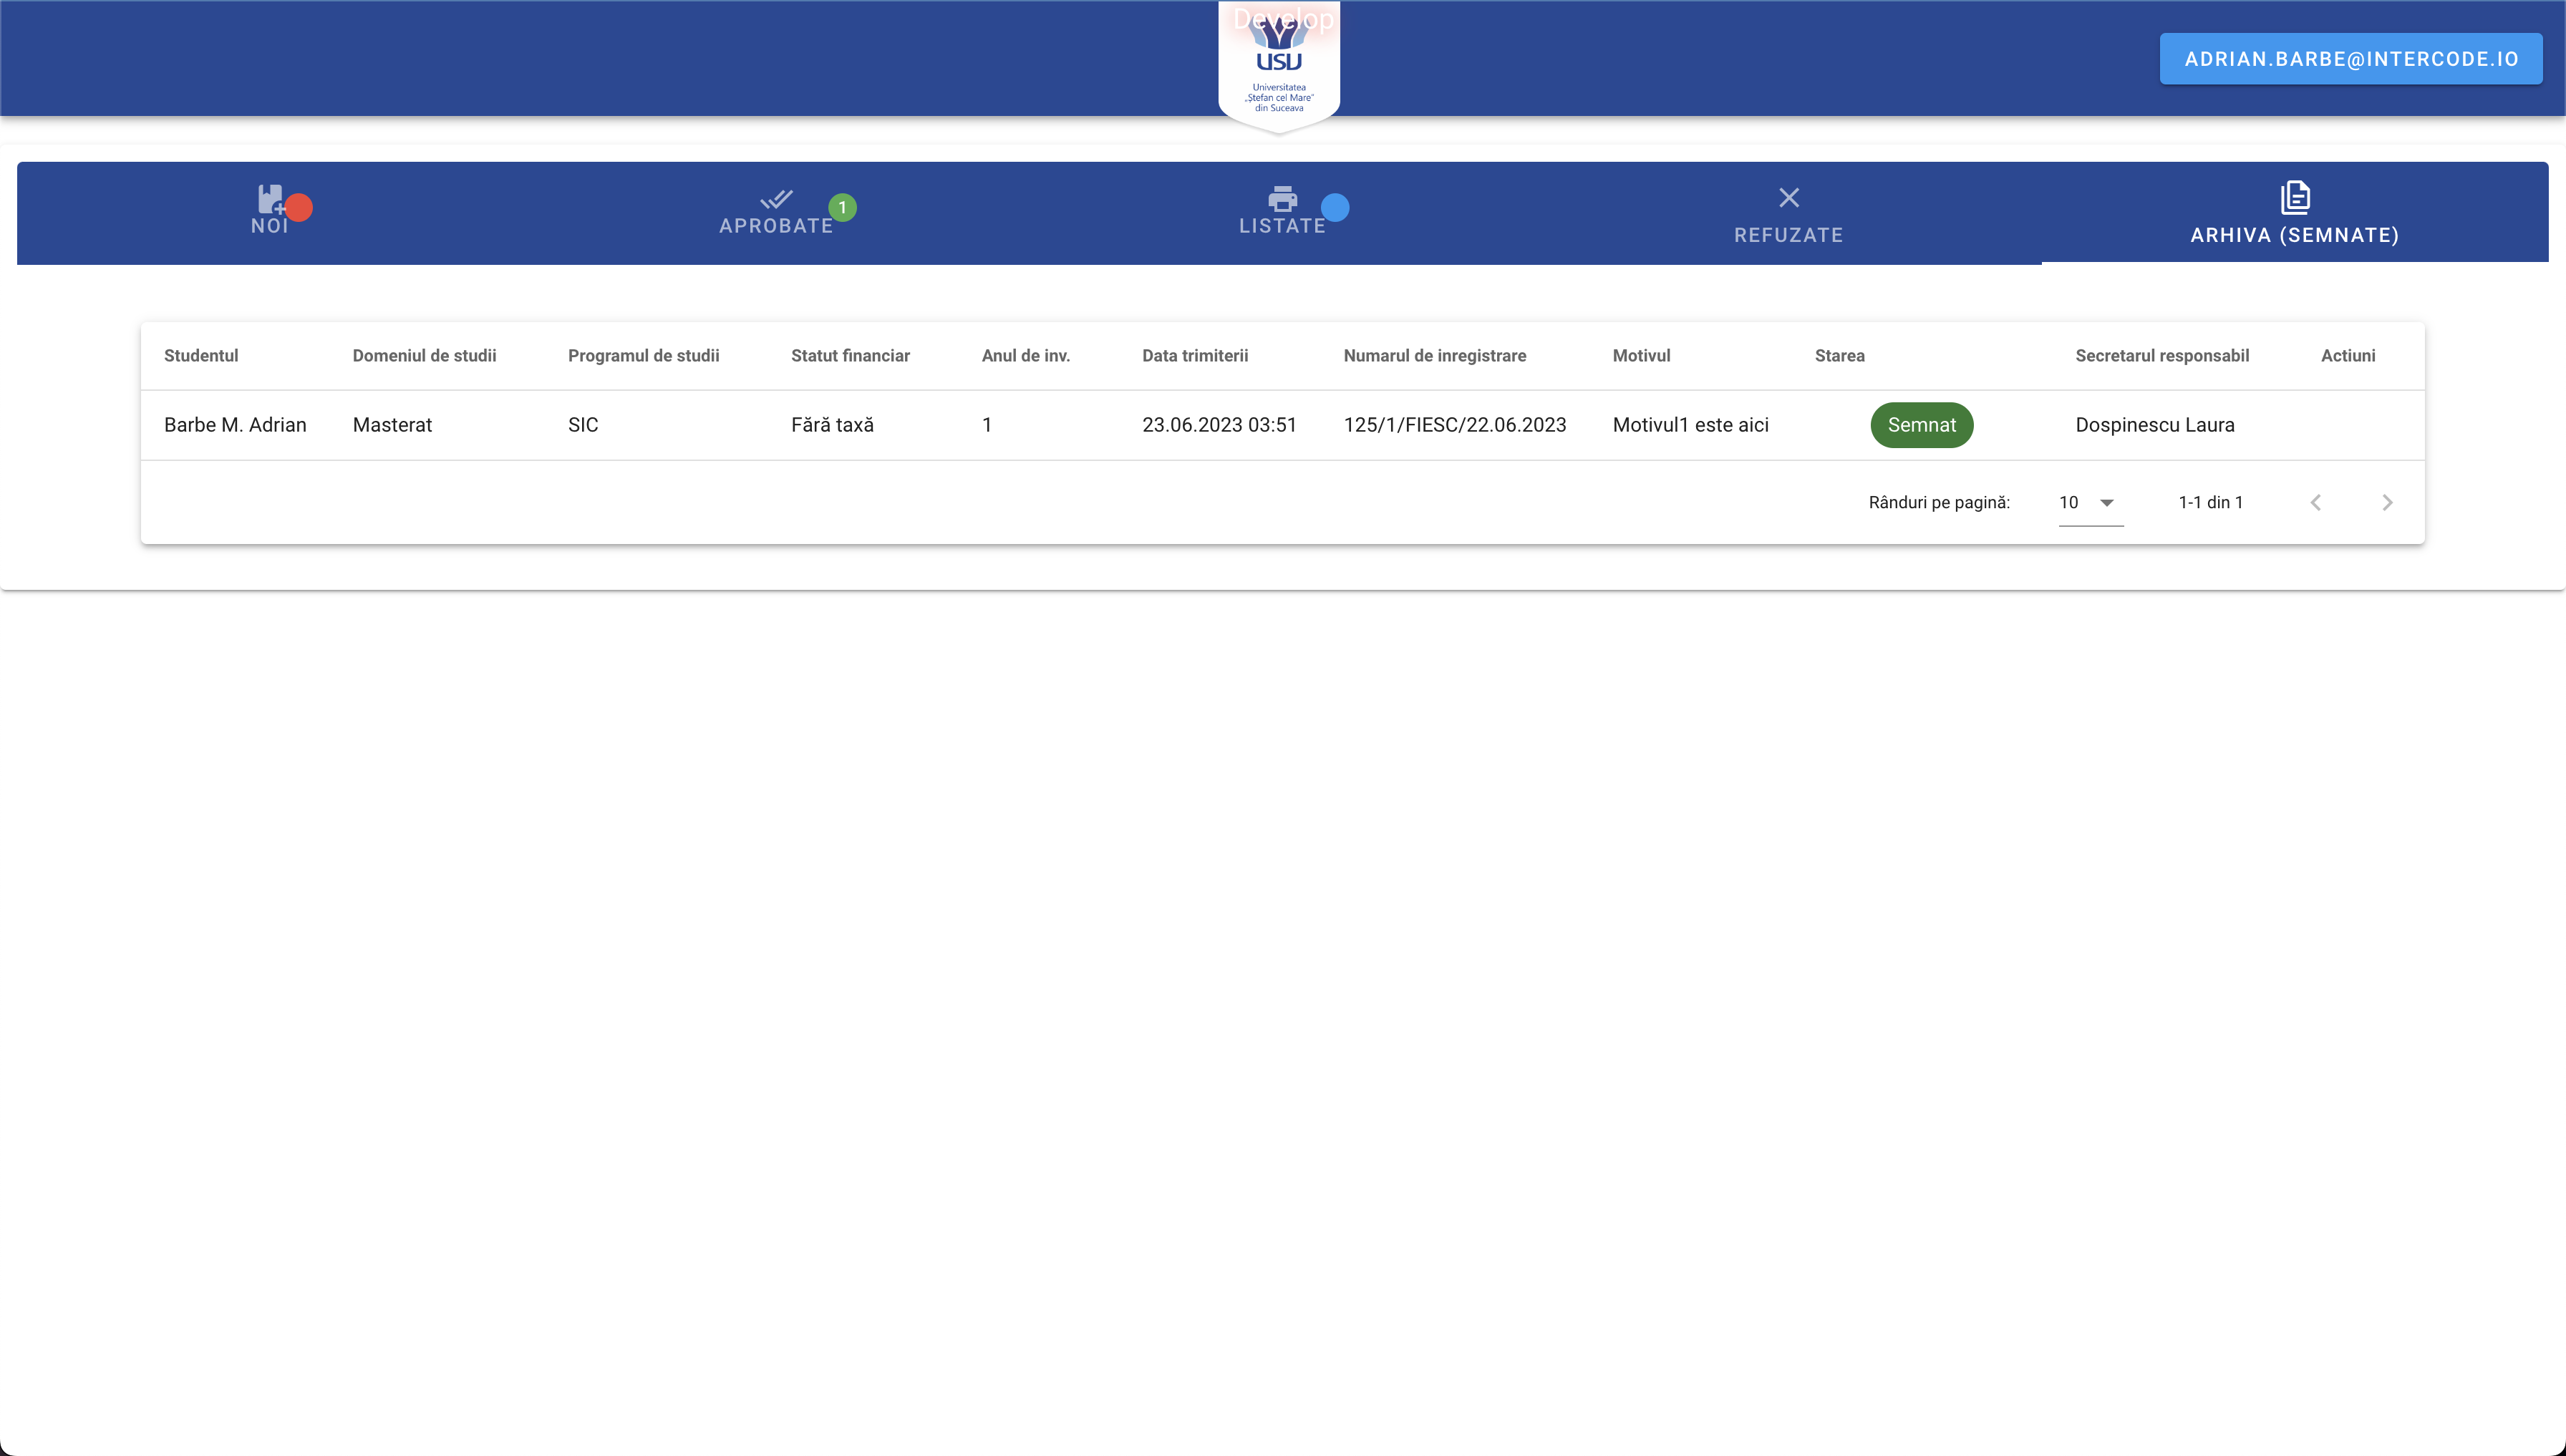 Develop
USU
Universitatea
„Ștefan cel Mare"
din Suceava
ADRIAN.BARBE@INTERCODE.IO
NOI
APROBATE 1
LISTATE
REFUZATE
ARHIVA (SEMNATE)
Studentul Domeniul de studii Programul de studii Statut financiar Anul de inv. Data trimiterii Numarul de inregistrare Motivul Starea Secretarul responsabil Actiuni
Barbe M. Adrian Masterat SIC Fără taxă 1 23.06.2023 03:51 125/1/FIESC/22.06.2023 Motivul1 este aici Semnat Dospinescu Laura
Rânduri pe pagină: 10 1-1 din 1